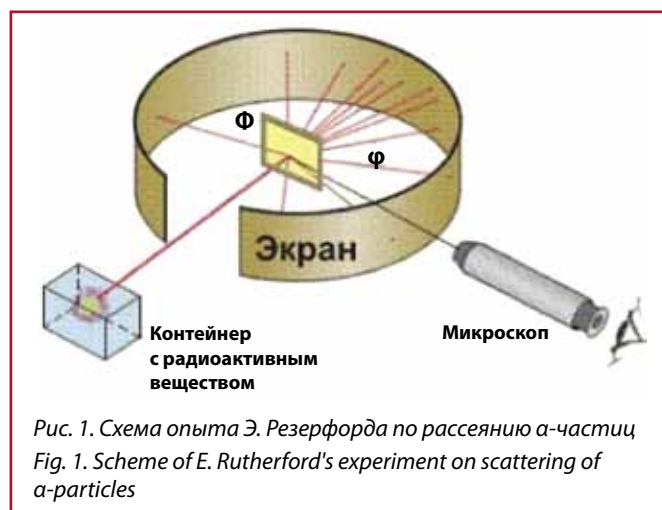 Ф
φ
Экран
Контейнер
с радиоактивным
веществом
Микроскоп
Рис. 1. Схема опыта Э. Резерфорда по рассеянию α-частиц
Fig. 1. Scheme of E. Rutherford's experiment on scattering of
α-particles